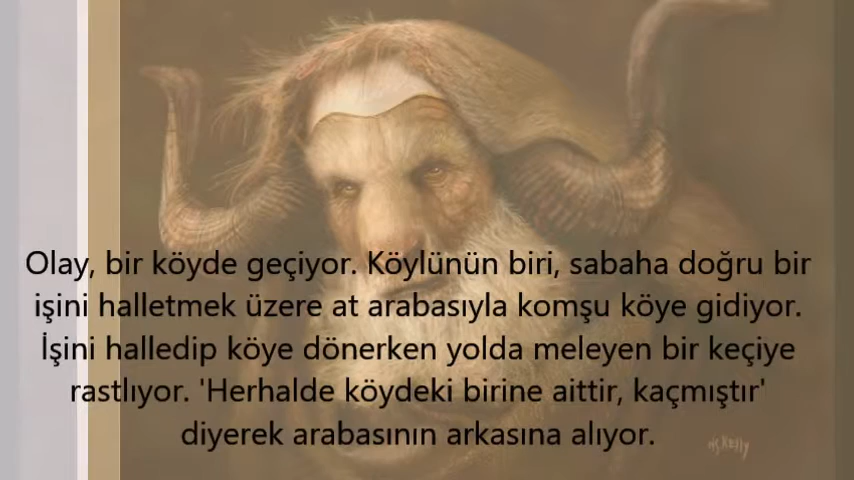 Olay, bir köyde geçiyor. Köylünün biri, sabaha doğru bir
işini halletmek üzere at arabasıyla komşu köye gidiyor.
İşini halledip köye dönerken yolda meleyen bir keçiye
rastlıyor. 'Herhalde köydeki birine aittir, kaçmıştır'
diyerek arabasının arkasına alıyor.